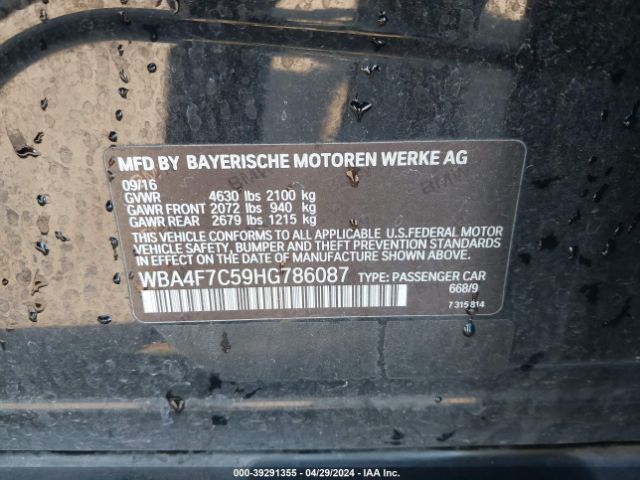 MFD BY BAYERISCHE MOTOREN WERKE AG
09/16
GVWR 4630 lbs 2100 kg
GAWR FRONT 2072 lbs 940 kg
GAWR REAR 2679 lbs 1215 kg
THIS VEHICLE CONFORMS TO ALL APPLICABLE U.S.FEDERAL MOTOR
VEHICLE SAFETY, BUMPER AND THEFT PREVENTION STANDARDS
IN EFFECT ON THE DATE OF MANUFACTURE SHOWN ABOVE.
WBA4F7C59HG786087 TYPE: PASSENGER CAR
668/9
7 315 814
000-39291355 - 04/29/2024 - IAA Inc.